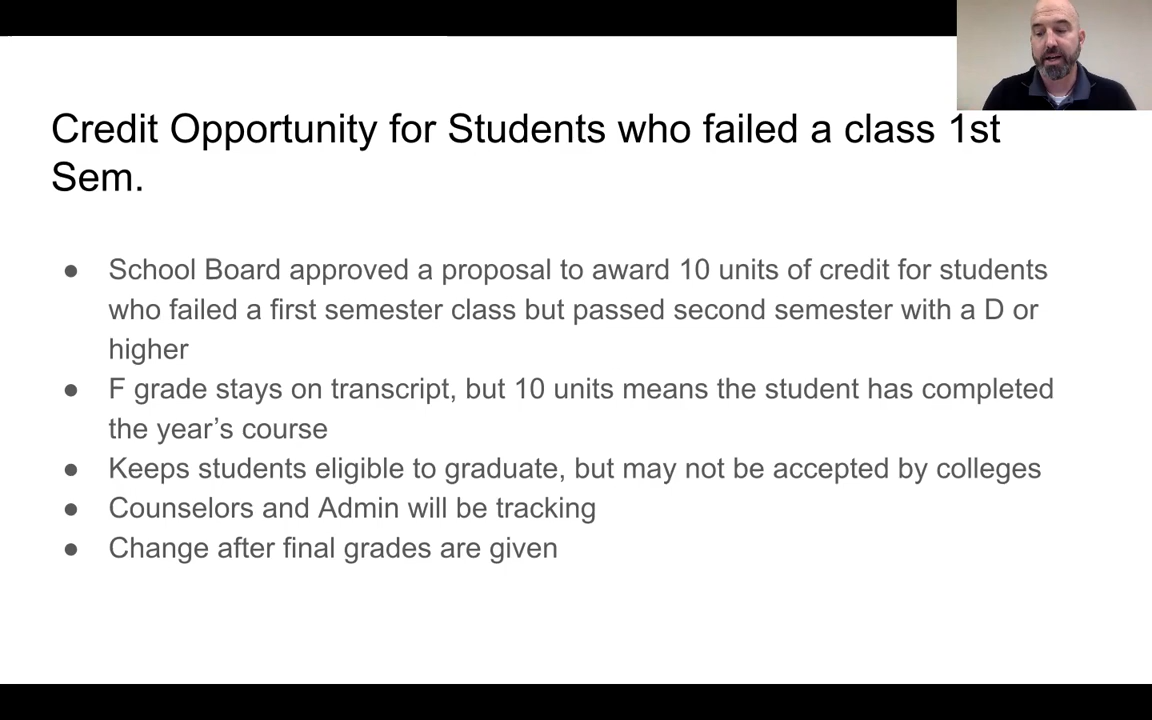 Credit Opportunity for Students who failed a class 1st
Sem.
● School Board approved a proposal to award 10 units of credit for students
who failed a first semester class but passed second semester with a D or
higher
● F grade stays on transcript, but 10 units means the student has completed
the year’s course
● Keeps students eligible to graduate, but may not be accepted by colleges
● Counselors and Admin will be tracking
● Change after final grades are given